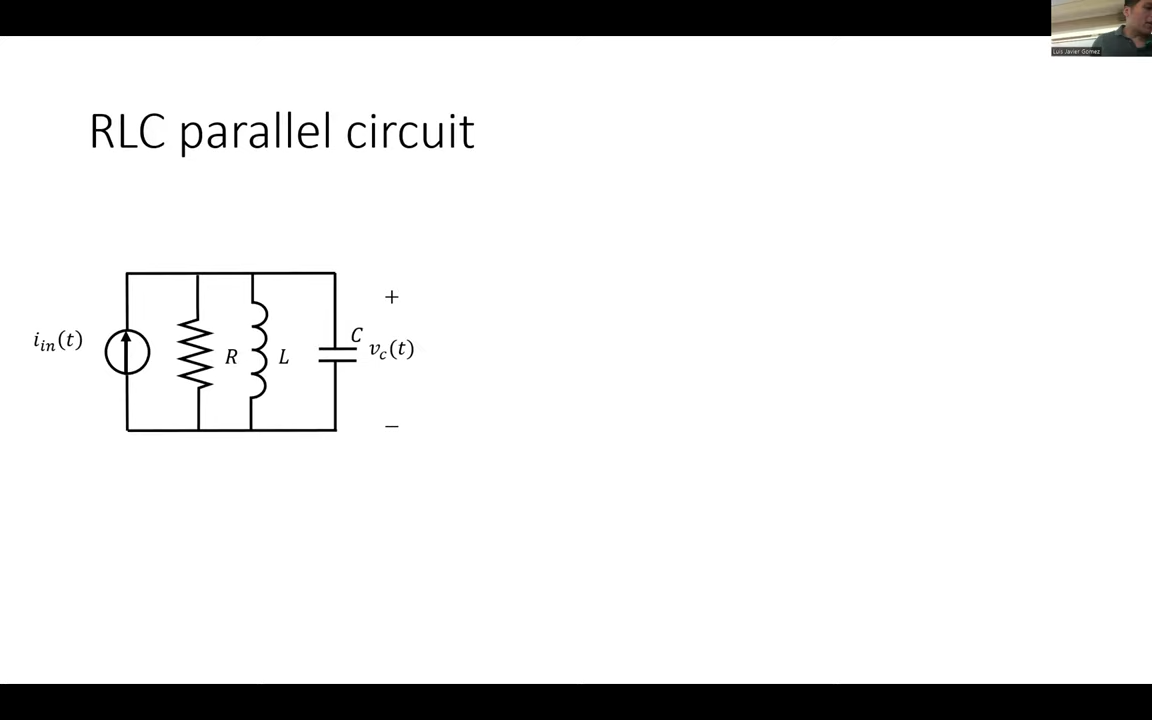 Luis Javier Gomez
RLC parallel circuit
+
i_in(t)
R
L
C
v_c(t)
−